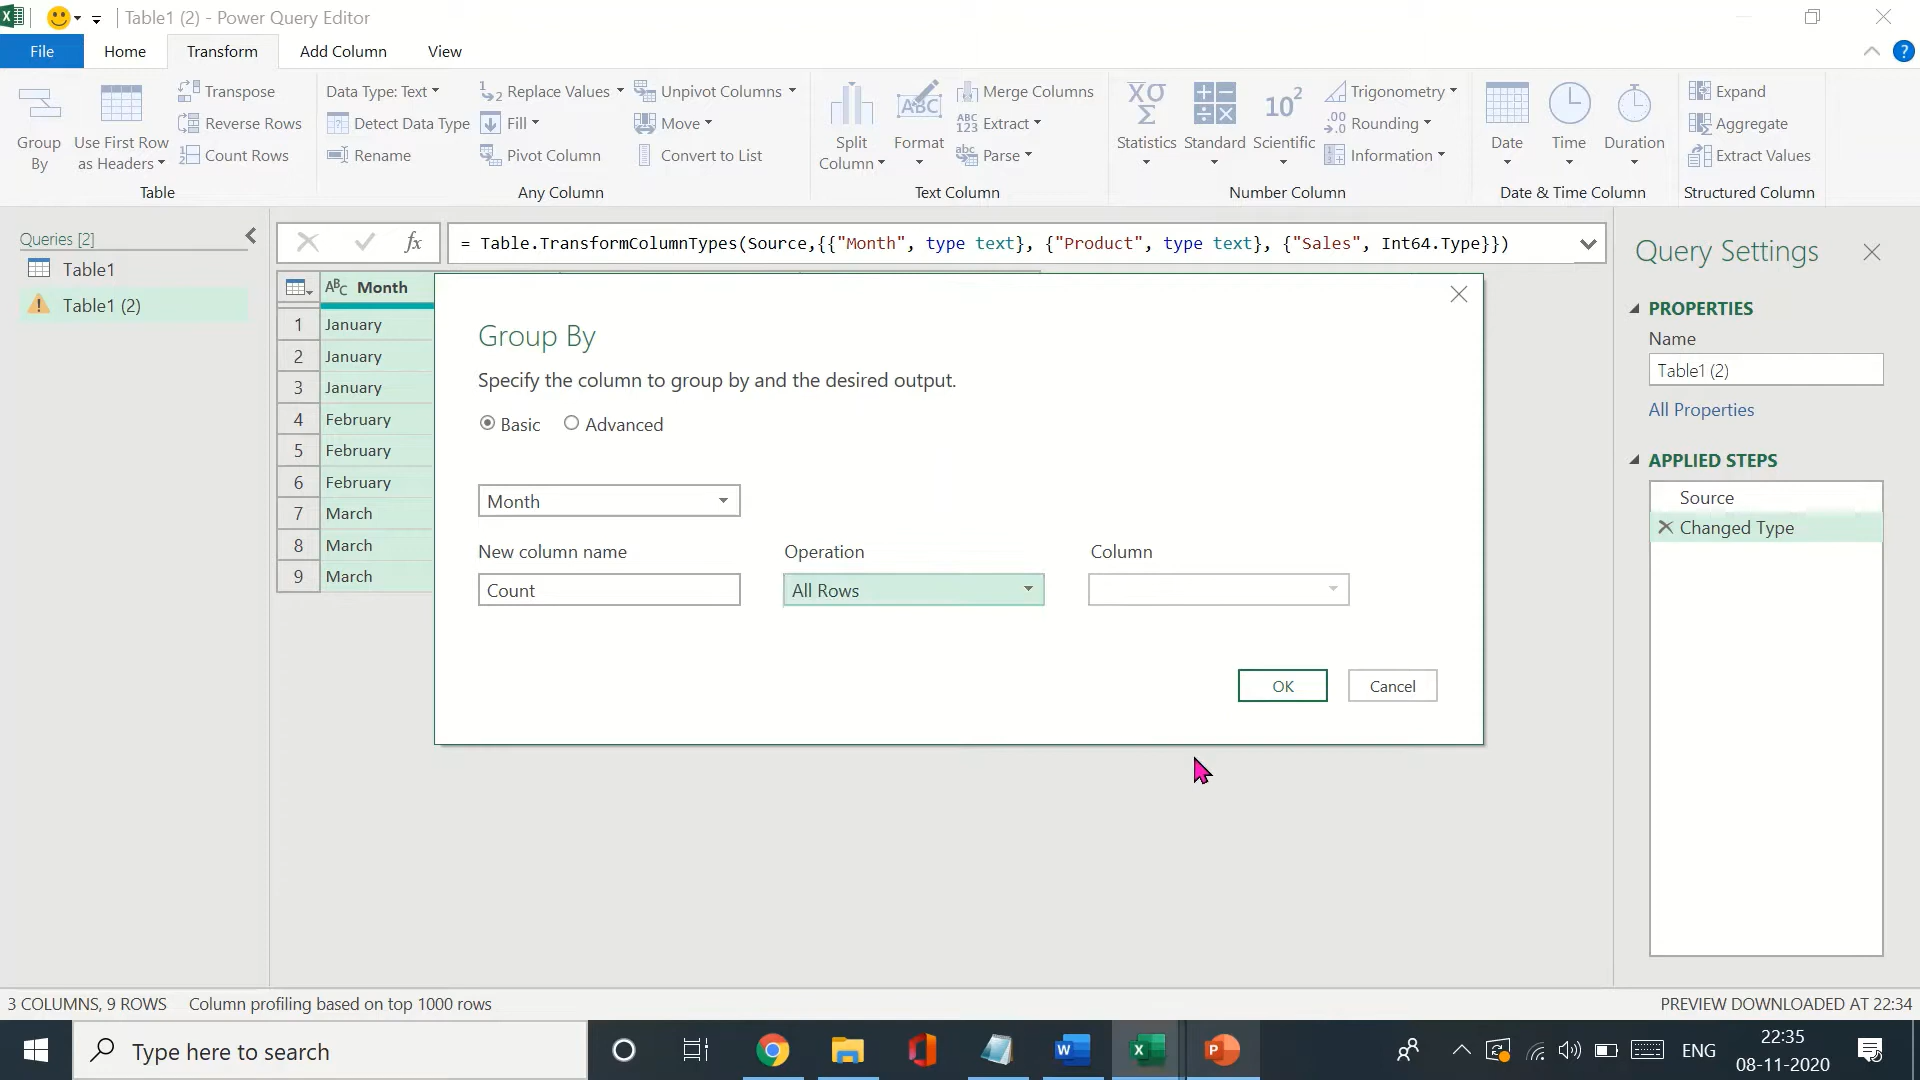 Table1 (2) - Power Query Editor
File Home Transform Add Column View
Group By
Use First Row as Headers
Transpose
Reverse Rows
Count Rows
Table
Data Type: Text
Detect Data Type
Rename
Replace Values
Fill
Pivot Column
Unpivot Columns
Move
Convert to List
Any Column
Split Column
Format
ABC
Merge Columns
ABC 123 Extract
abc Parse
Text Column
Statistics
Standard
10² Scientific
Trigonometry
.00 .0 Rounding
Information
Number Column
Date
Time
Duration
Date & Time Column
Expand
Aggregate
Extract Values
Structured Column
Queries [2]
Table1
Table1 (2)
fx = Table.TransformColumnTypes(Source,{{"Month", type text}, {"Product", type text}, {"Sales", Int64.Type}})
ABC Month
1 January
2 January
3 January
4 February
5 February
6 February
7 March
8 March
9 March
Group By
Specify the column to group by and the desired output.
Basic Advanced
Month
New column name Operation Column
Count All Rows
OK Cancel
Query Settings
PROPERTIES
Name
Table1 (2)
All Properties
APPLIED STEPS
Source
Changed Type
3 COLUMNS, 9 ROWS Column profiling based on top 1000 rows
PREVIEW DOWNLOADED AT 22:34
Type here to search
ENG
22:35
08-11-2020